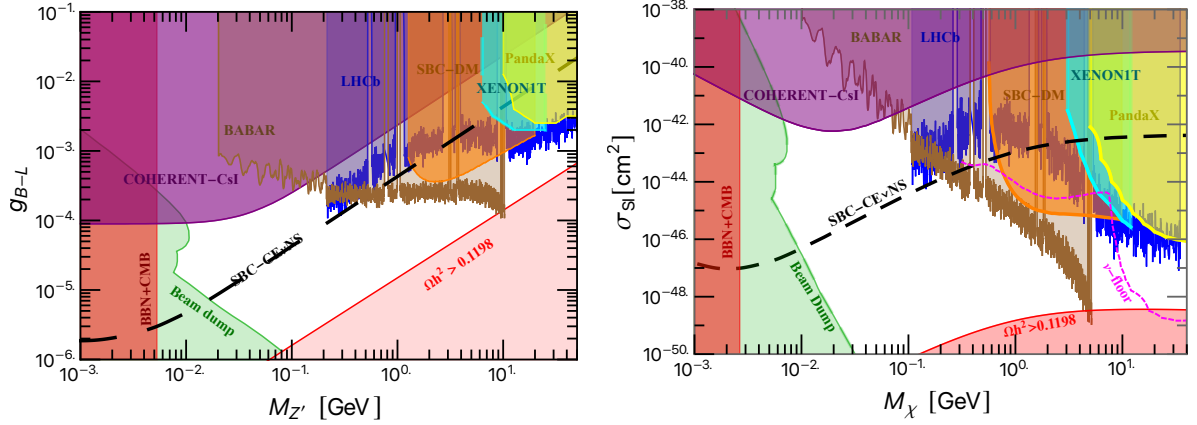 10^-1.
10^-2.
10^-3.
10^-4.
10^-5.
10^-6.
g_B−L
PandaX
SBC−DM
LHCb
XENON1T
BABAR
COHERENT−CsI
SBC−CEνNS
BBN+CMB
Beam dump
Ωh² > 0.1198
10^-3. 10^-2. 10^-1. 10^0. 10^1.
M_Z′ [GeV]
10^-38.
10^-40.
10^-42.
10^-44.
10^-46.
10^-48.
10^-50.
σ_SI [cm²]
BABAR
LHCb
XENON1T
COHERENT−CsI
SBC−DM
PandaX
SBC−CEνNS
BBN+CMB
Beam Dump
ν−floor
Ωh²>0.1198
10^-3. 10^-2. 10^-1. 10^0. 10^1.
M_χ [GeV]